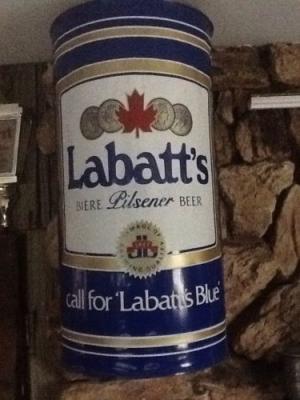 Labatt's
BIÈRE Pilsener BEER
call for 'Labatt's Blue'